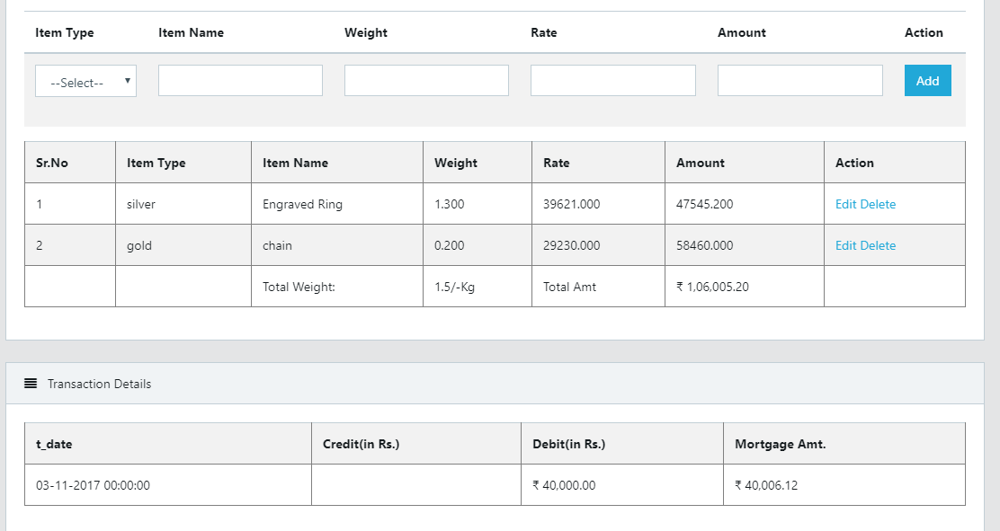 Item Type Item Name Weight Rate Amount Action
--Select-- Add
Sr.No Item Type Item Name Weight Rate Amount Action
1 silver Engraved Ring 1.300 39621.000 47545.200 Edit Delete
2 gold chain 0.200 29230.000 58460.000 Edit Delete
Total Weight: 1.5/-Kg Total Amt ₹ 1,06,005.20
Transaction Details
t_date Credit(in Rs.) Debit(in Rs.) Mortgage Amt.
03-11-2017 00:00:00 ₹ 40,000.00 ₹ 40,006.12